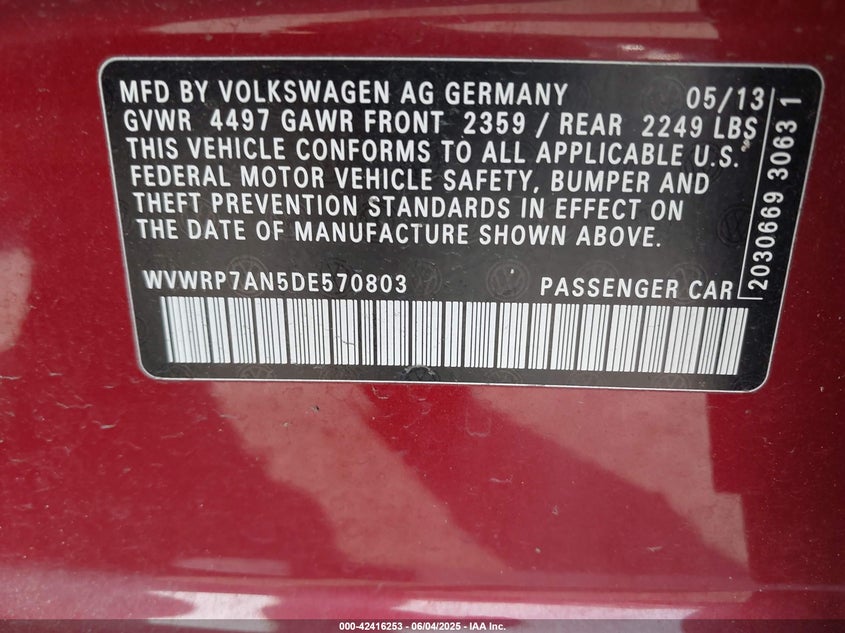 MFD BY VOLKSWAGEN AG GERMANY 05/13
GVWR 4497 GAWR FRONT 2359 / REAR 2249 LBS
THIS VEHICLE CONFORMS TO ALL APPLICABLE U.S.
FEDERAL MOTOR VEHICLE SAFETY, BUMPER AND
THEFT PREVENTION STANDARDS IN EFFECT ON
THE DATE OF MANUFACTURE SHOWN ABOVE.
WVWRP7AN5DE570803 PASSENGER CAR
2030669 3063 1
000-42416253 - 06/04/2025 - IAA Inc.